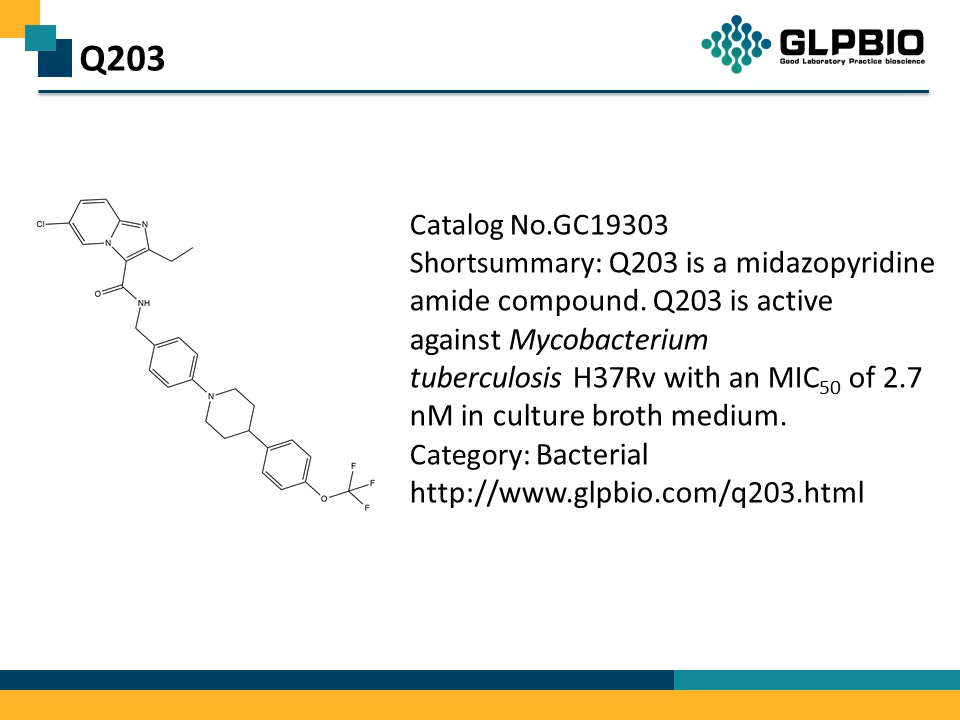 Q203
GLPBIO
Good Laboratory Practice bioscience
Cl
N
N
O
NH
N
F
F
O
F
Catalog No.GC19303
Shortsummary: Q203 is a midazopyridine
amide compound. Q203 is active
against Mycobacterium
tuberculosis H37Rv with an MIC50 of 2.7
nM in culture broth medium.
Category: Bacterial
http://www.glpbio.com/q203.html